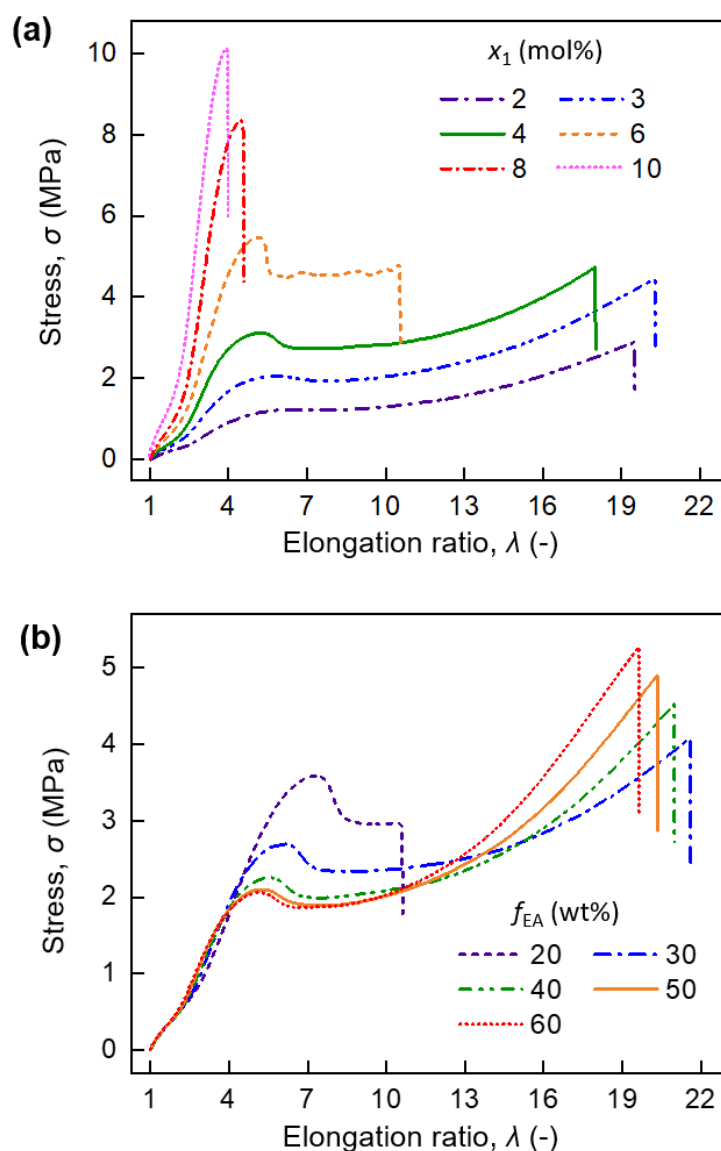 (a)
x₁ (mol%)
2 3
4 6
8 10
10
8
6
4
2
0
Stress, σ (MPa)
1 4 7 10 13 16 19 22
Elongation ratio, λ (-)
(b)
5
4
3
2
1
0
Stress, σ (MPa)
f_EA (wt%)
20 30
40 50
60
1 4 7 10 13 16 19 22
Elongation ratio, λ (-)